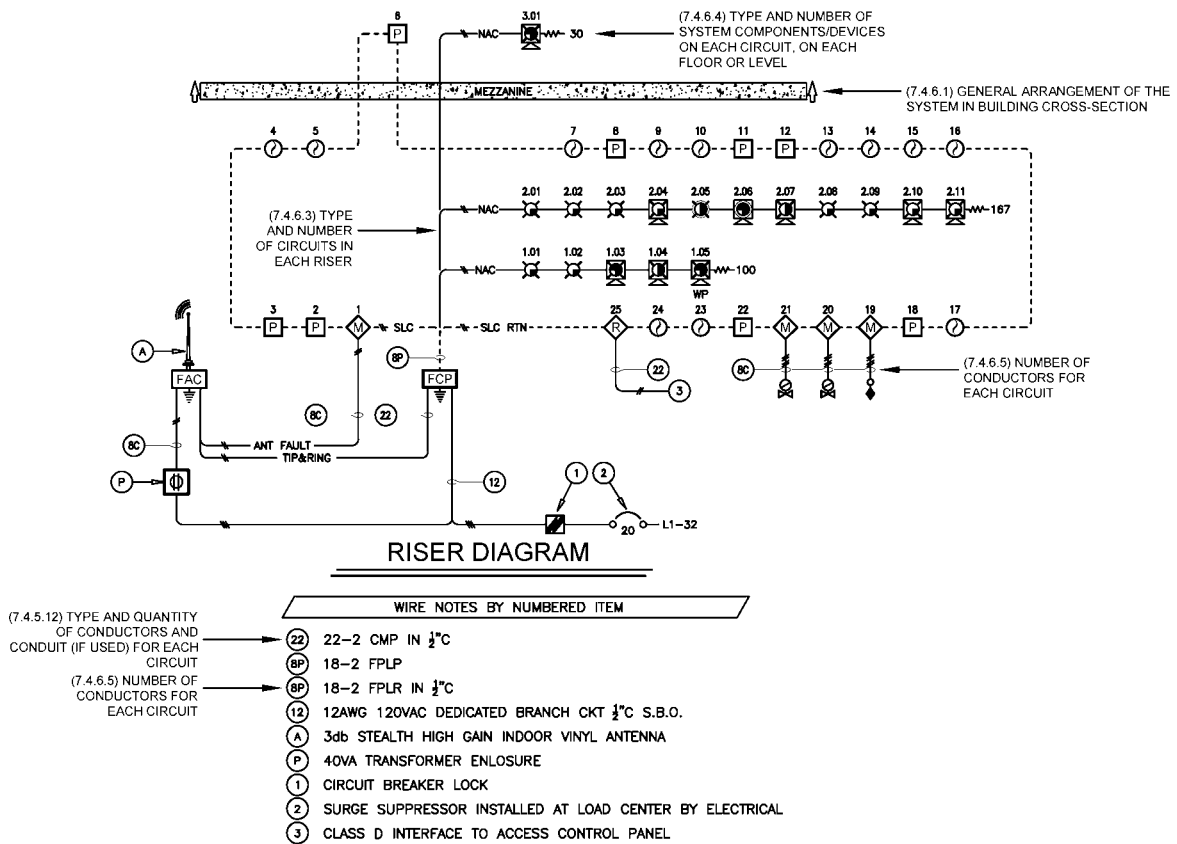 6
P
3.01
NAC
30
(7.4.6.4) TYPE AND NUMBER OF
SYSTEM COMPONENTS/DEVICES
ON EACH CIRCUIT, ON EACH
FLOOR OR LEVEL
MEZZANINE
(7.4.6.1) GENERAL ARRANGEMENT OF THE
SYSTEM IN BUILDING CROSS-SECTION
4 5 7 8 9 10 11 12 13 14 15 16
P P P
2.01 2.02 2.03 2.04 2.05 2.06 2.07 2.08 2.09 2.10 2.11
NAC
167
(7.4.6.3) TYPE
AND NUMBER
OF CIRCUITS IN
EACH RISER
1.01 1.02 1.03 1.04 1.05
NAC
100
WP
3 2 1 25 24 23 22 21 20 19 18 17
P P M SLC SLC RTN R P M M M P
A
8P
FAC
FCP
22
3
8C
(7.4.6.5) NUMBER OF
CONDUCTORS FOR
EACH CIRCUIT
8C 22
8C
ANT FAULT
TIP&RING
P
12
1 2
20
L1-32
RISER DIAGRAM
WIRE NOTES BY NUMBERED ITEM
(7.4.5.12) TYPE AND QUANTITY
OF CONDUCTORS AND
CONDUIT (IF USED) FOR EACH
CIRCUIT
(7.4.6.5) NUMBER OF
CONDUCTORS FOR
EACH CIRCUIT
22 22-2 CMP IN ½"C
8P 18-2 FPLP
8P 18-2 FPLR IN ½"C
12 12AWG 120VAC DEDICATED BRANCH CKT ½"C S.B.O.
A 3db STEALTH HIGH GAIN INDOOR VINYL ANTENNA
P 40VA TRANSFORMER ENLOSURE
1 CIRCUIT BREAKER LOCK
2 SURGE SUPPRESSOR INSTALLED AT LOAD CENTER BY ELECTRICAL
3 CLASS D INTERFACE TO ACCESS CONTROL PANEL